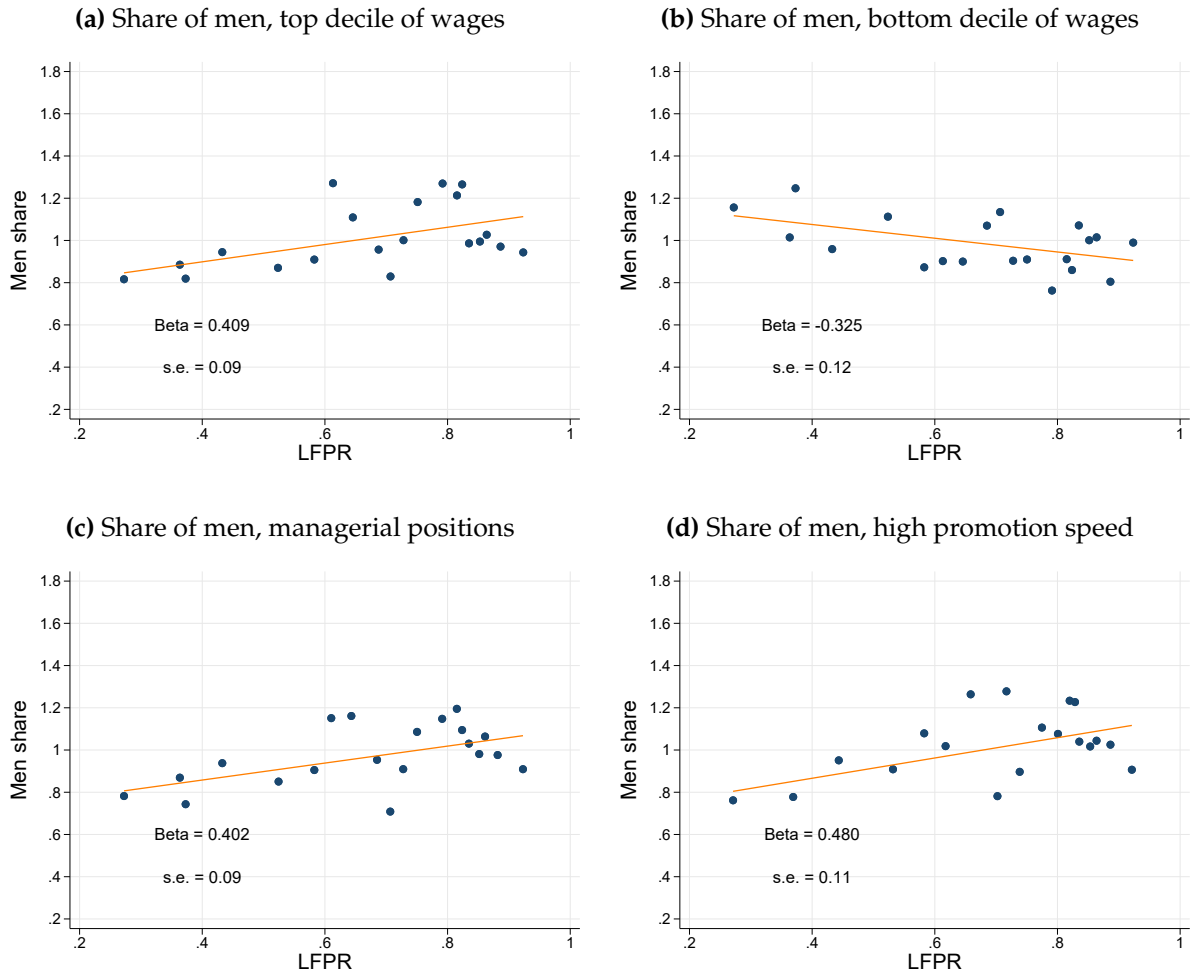 (a) Share of men, top decile of wages
1.8
1.6
1.4
1.2
1
.8
.6
.4
.2
Men share
Beta = 0.409
s.e. = 0.09
.2 .4 .6 .8 1
LFPR
(b) Share of men, bottom decile of wages
1.8
1.6
1.4
1.2
1
.8
.6
.4
.2
Men share
Beta = -0.325
s.e. = 0.12
.2 .4 .6 .8 1
LFPR
(c) Share of men, managerial positions
1.8
1.6
1.4
1.2
1
.8
.6
.4
.2
Men share
Beta = 0.402
s.e. = 0.09
.2 .4 .6 .8 1
LFPR
(d) Share of men, high promotion speed
1.8
1.6
1.4
1.2
1
.8
.6
.4
.2
Men share
Beta = 0.480
s.e. = 0.11
.2 .4 .6 .8 1
LFPR